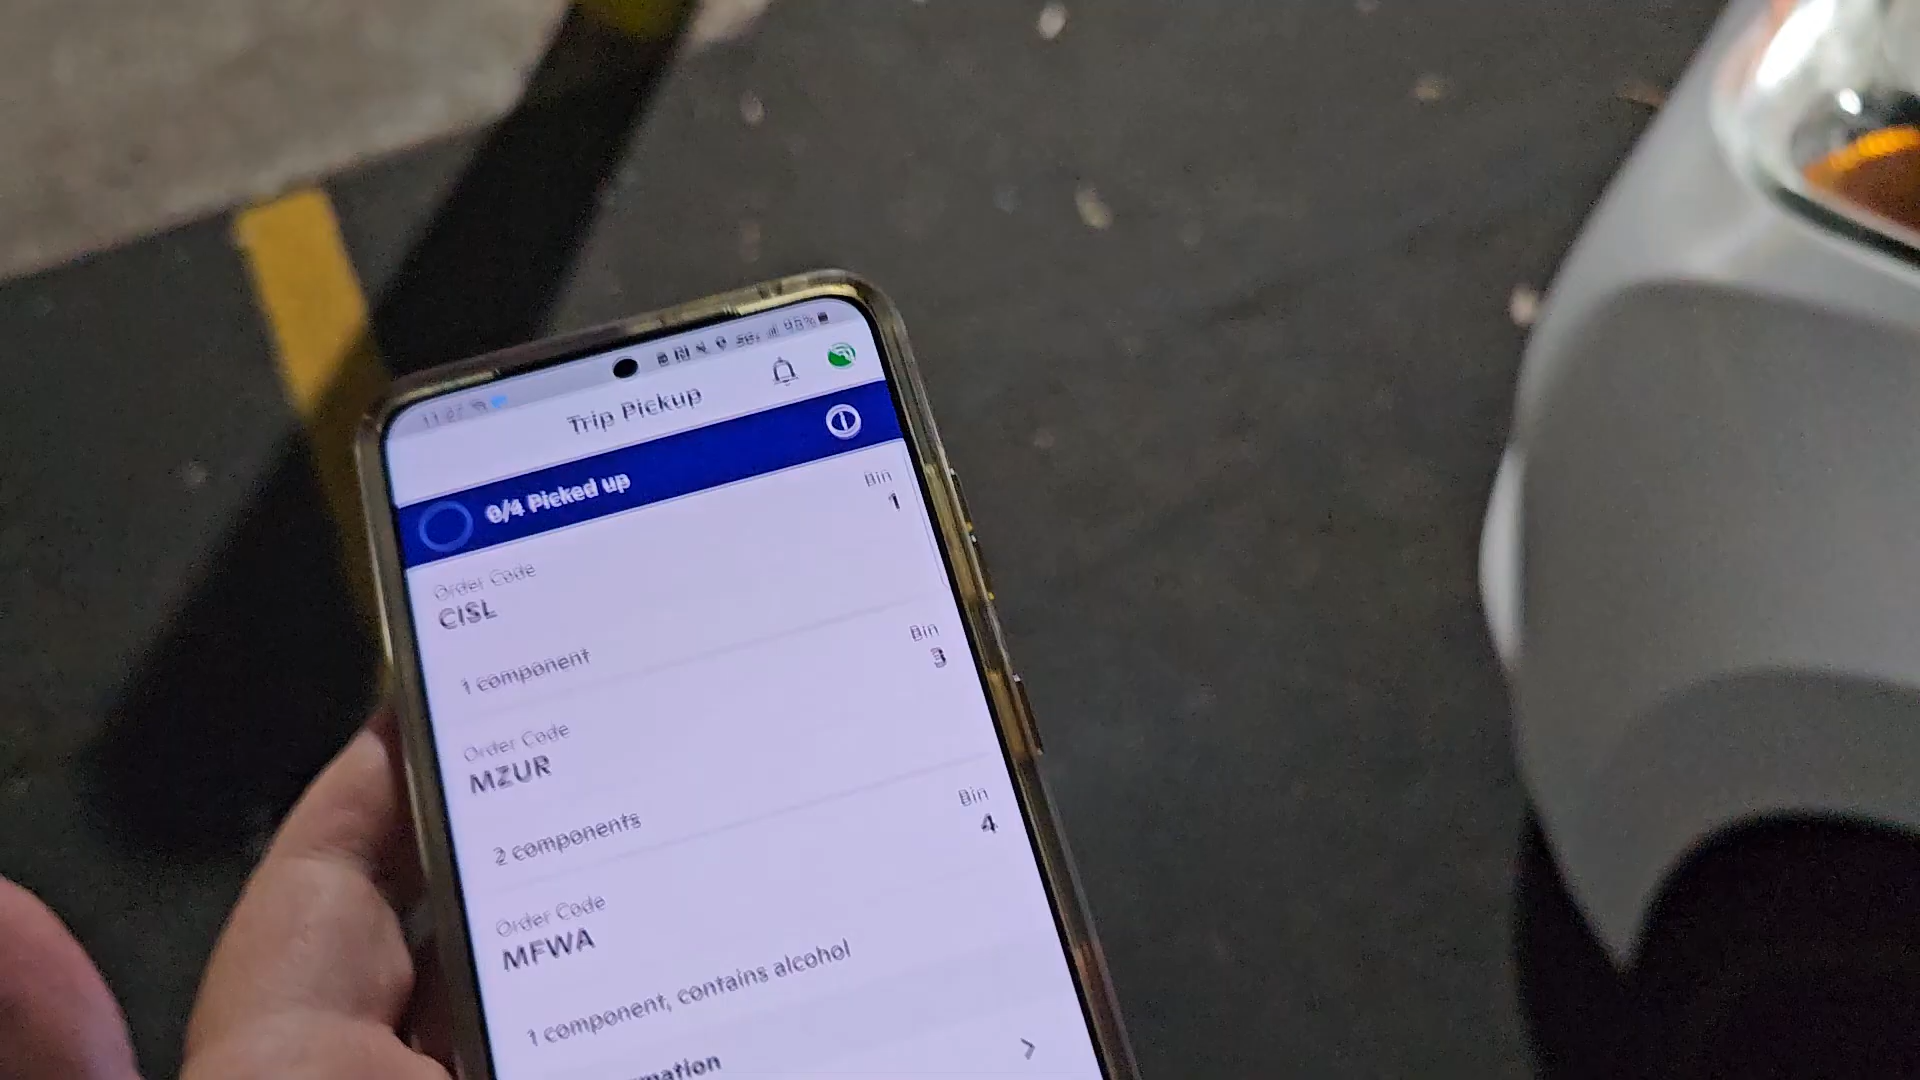 Trip Pickup
0/4 Picked up
Bin
1
Order Code
CISL
1 component
Bin
3
Order Code
MZUR
2 components
Bin
4
Order Code
MFWA
1 component, contains alcohol